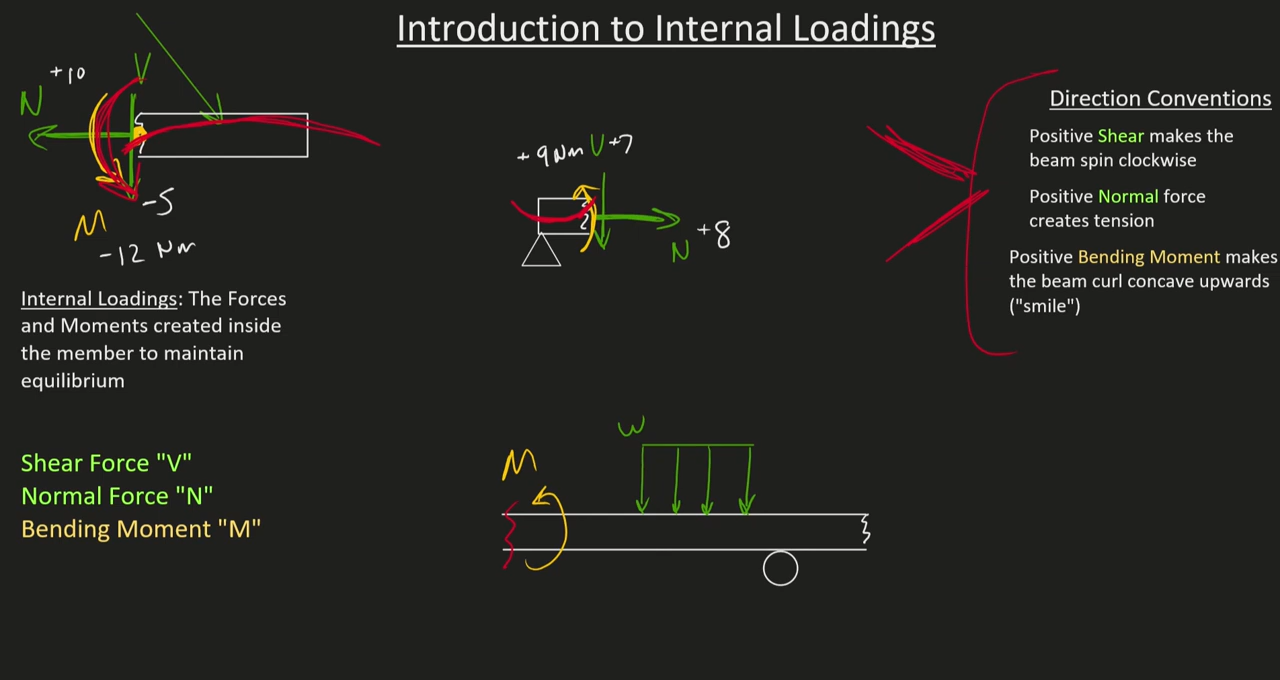 Introduction to Internal Loadings
V
+10
N
-5
M
-12 Nm
Internal Loadings: The Forces
and Moments created inside
the member to maintain
equilibrium
Shear Force "V"
Normal Force "N"
Bending Moment "M"
+9Nm V+7
N +8
M
w
Direction Conventions
Positive Shear makes the
beam spin clockwise
Positive Normal force
creates tension
Positive Bending Moment makes
the beam curl concave upwards
("smile")